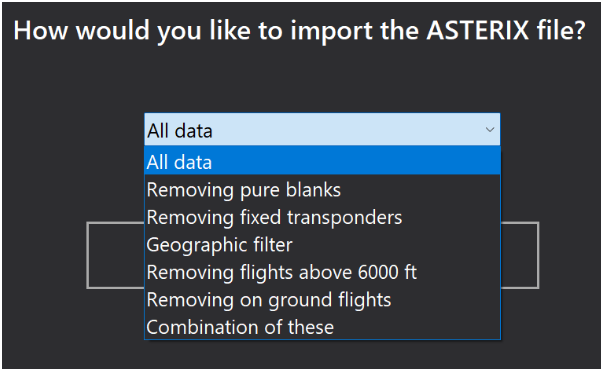 How would you like to import the ASTERIX file?
All data
All data
Removing pure blanks
Removing fixed transponders
Geographic filter
Removing flights above 6000 ft
Removing on ground flights
Combination of these